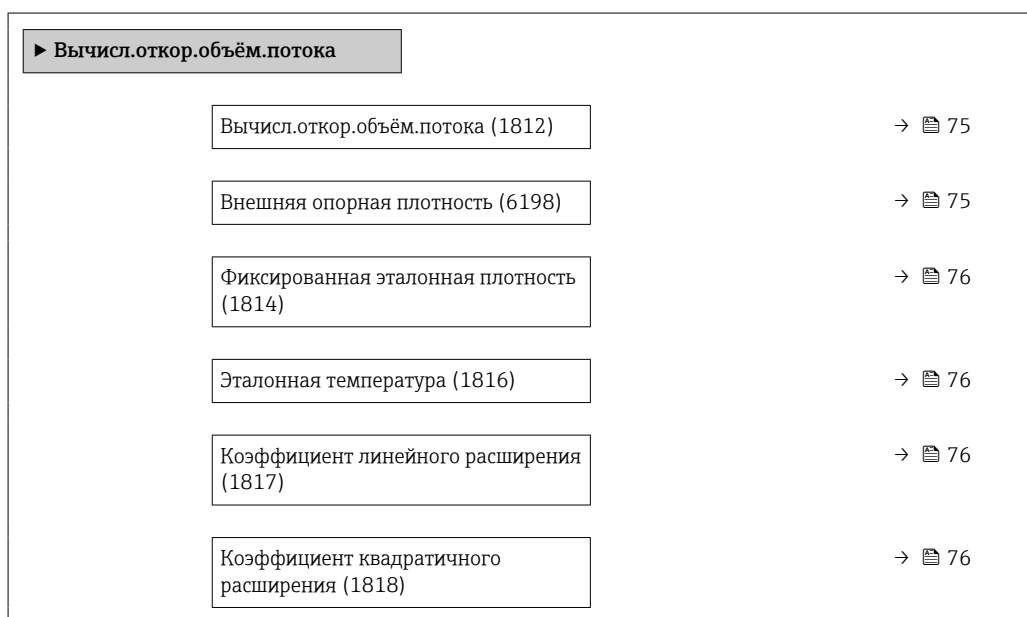 ► Вычисл.откор.объём.потока
Вычисл.откор.объём.потока (1812) → 75
Внешняя опорная плотность (6198) → 75
Фиксированная эталонная плотность → 76
(1814)
Эталонная температура (1816) → 76
Коэффициент линейного расширения → 76
(1817)
Коэффициент квадратичного → 76
расширения (1818)